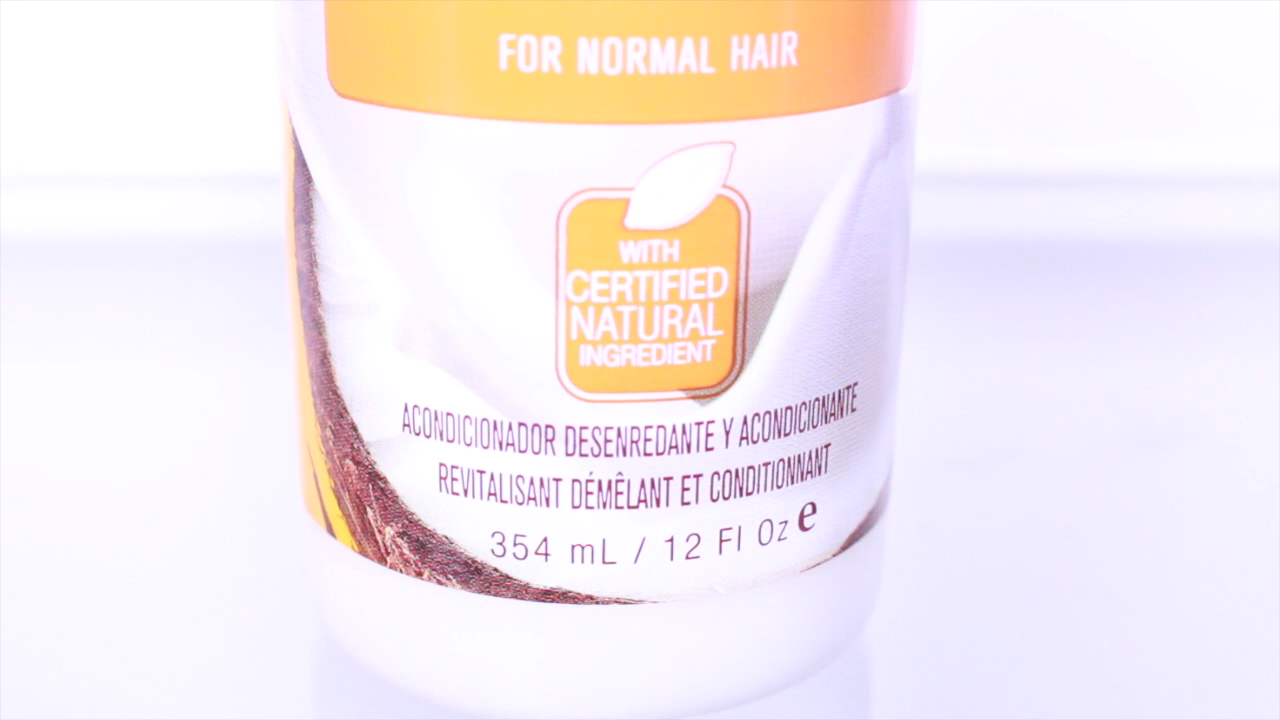 FOR NORMAL HAIR
WITH
CERTIFIED
NATURAL
INGREDIENT
ACONDICIONADOR DESENREDANTE Y ACONDICIONANTE
REVITALISANT DÉMÊLANT ET CONDITIONNANT
354 mL / 12 Fl Oz e